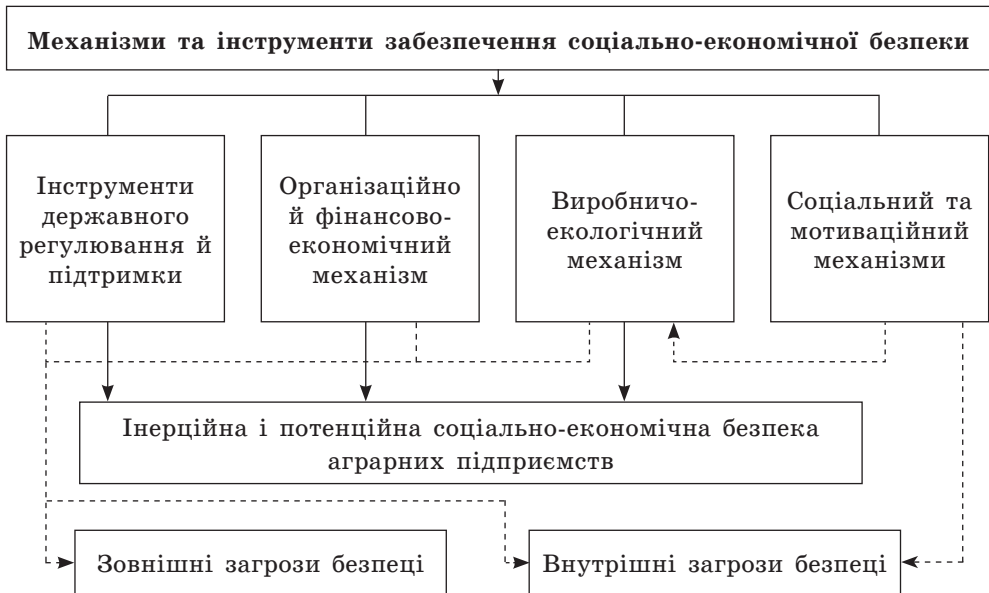 Механізми та інструменти забезпечення соціально-економічної безпеки
Інструменти
державного
регулювання й
підтримки
Організаційно
й фінансово-
економічний
механізм
Виробничо-
екологічний
механізм
Соціальний та
мотиваційний
механізми
Інерційна і потенційна соціально-економічна безпека
аграрних підприємств
Зовнішні загрози безпеці
Внутрішні загрози безпеці